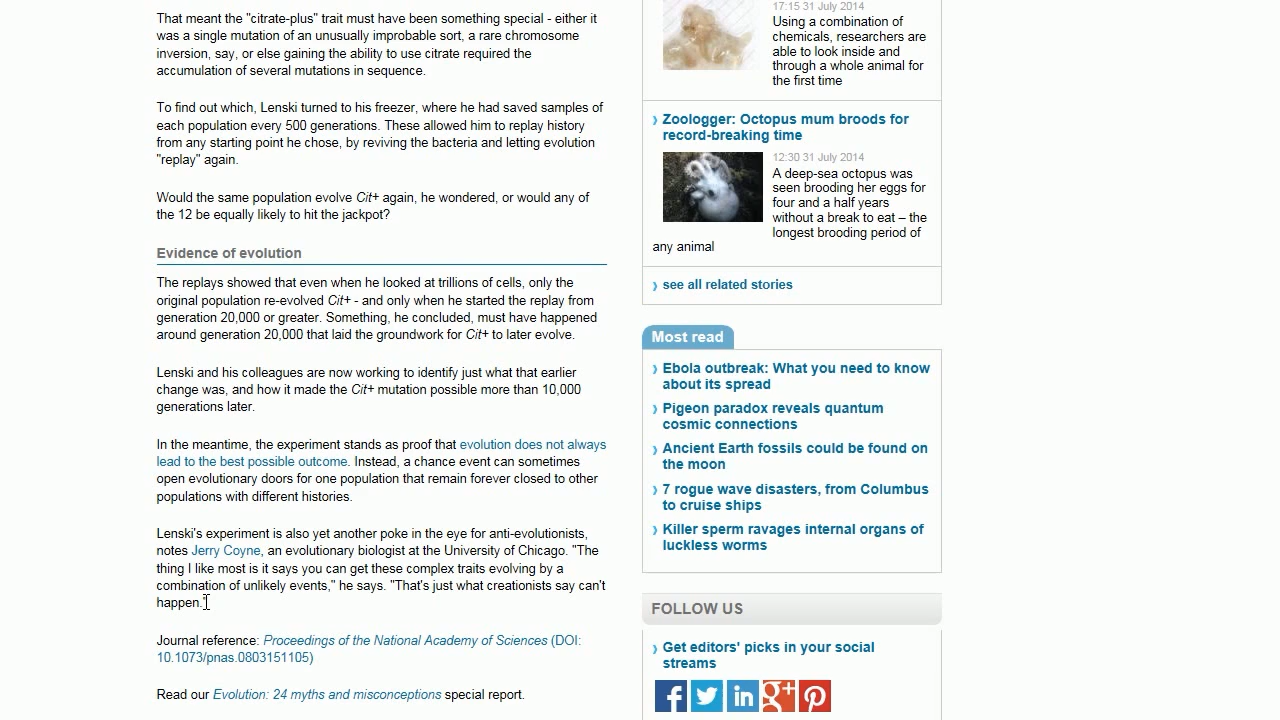 That meant the "citrate-plus" trait must have been something special - either it
was a single mutation of an unusually improbable sort, a rare chromosome
inversion, say, or else gaining the ability to use citrate required the
accumulation of several mutations in sequence.
To find out which, Lenski turned to his freezer, where he had saved samples of
each population every 500 generations. These allowed him to replay history
from any starting point he chose, by reviving the bacteria and letting evolution
"replay" again.
Would the same population evolve Cit+ again, he wondered, or would any of
the 12 be equally likely to hit the jackpot?
Evidence of evolution
The replays showed that even when he looked at trillions of cells, only the
original population re-evolved Cit+ - and only when he started the replay from
generation 20,000 or greater. Something, he concluded, must have happened
around generation 20,000 that laid the groundwork for Cit+ to later evolve.
Lenski and his colleagues are now working to identify just what that earlier
change was, and how it made the Cit+ mutation possible more than 10,000
generations later.
In the meantime, the experiment stands as proof that evolution does not always
lead to the best possible outcome. Instead, a chance event can sometimes
open evolutionary doors for one population that remain forever closed to other
populations with different histories.
Lenski's experiment is also yet another poke in the eye for anti-evolutionists,
notes Jerry Coyne, an evolutionary biologist at the University of Chicago. "The
thing I like most is it says you can get these complex traits evolving by a
combination of unlikely events," he says. "That's just what creationists say can't
happen."
Journal reference: Proceedings of the National Academy of Sciences (DOI:
10.1073/pnas.0803151105)
Read our Evolution: 24 myths and misconceptions special report.
17:15 31 July 2014
Using a combination of
chemicals, researchers are
able to look inside and
through a whole animal for
the first time
Zoologger: Octopus mum broods for
record-breaking time
12:30 31 July 2014
A deep-sea octopus was
seen brooding her eggs for
four and a half years
without a break to eat – the
longest brooding period of
any animal
see all related stories
Most read
Ebola outbreak: What you need to know
about its spread
Pigeon paradox reveals quantum
cosmic connections
Ancient Earth fossils could be found on
the moon
7 rogue wave disasters, from Columbus
to cruise ships
Killer sperm ravages internal organs of
luckless worms
FOLLOW US
Get editors' picks in your social
streams